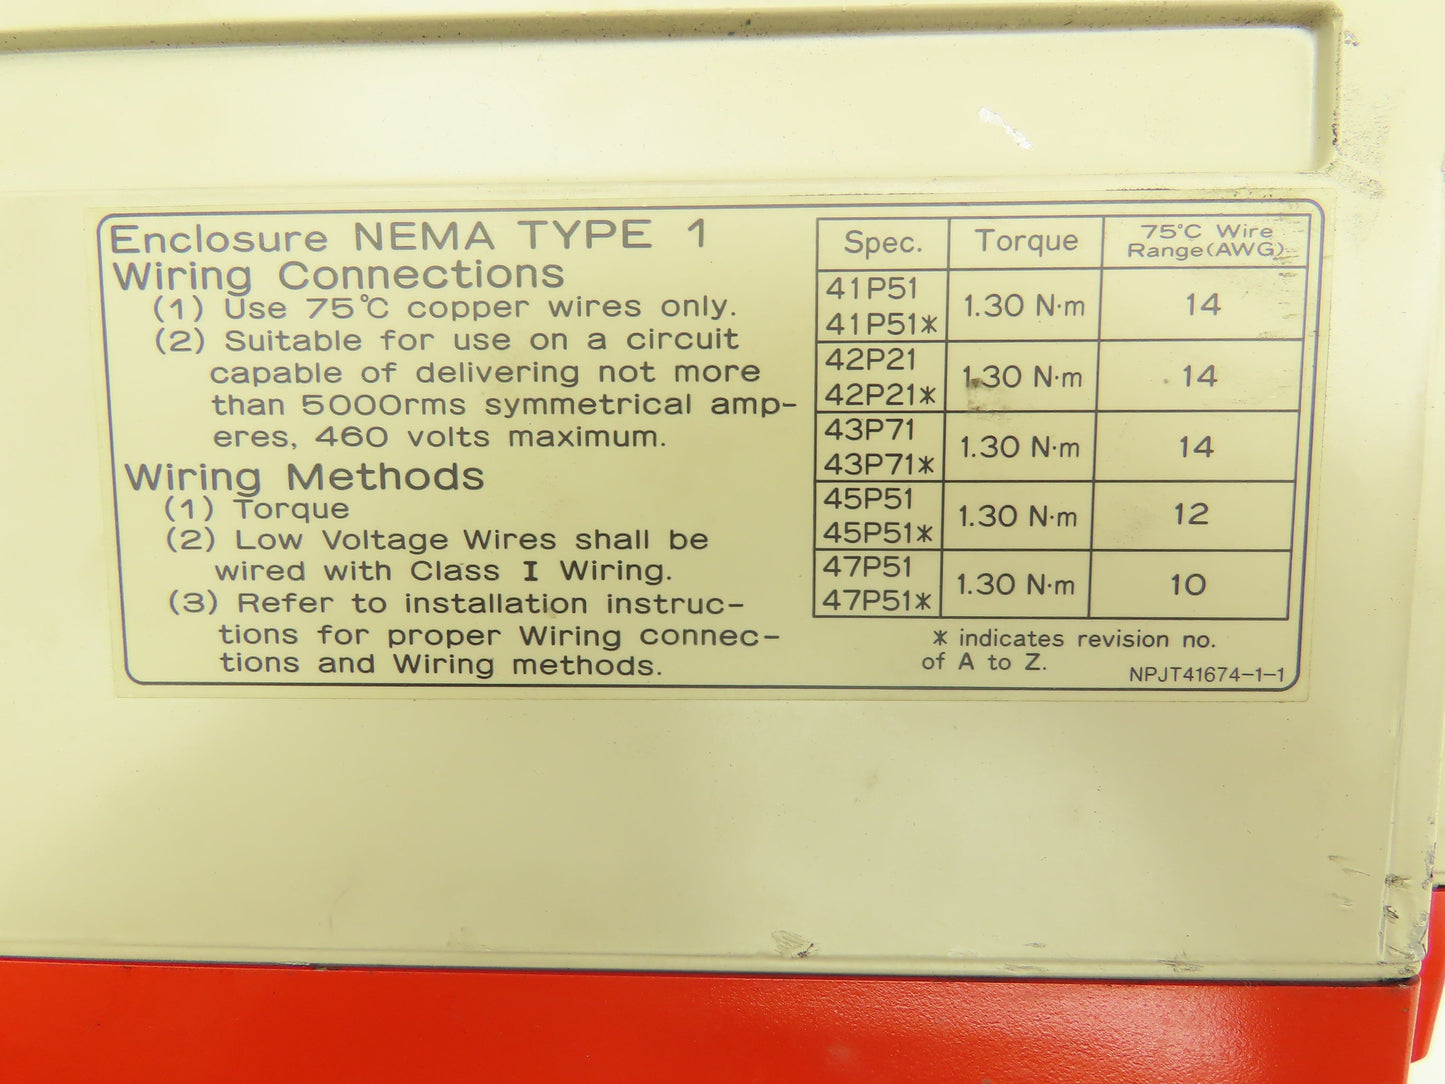 Enclosure NEMA TYPE 1
Wiring Connections
(1) Use 75℃ copper wires only.
(2) Suitable for use on a circuit
capable of delivering not more
than 5000rms symmetrical amp-
eres, 460 volts maximum.
Wiring Methods
(1) Torque
(2) Low Voltage Wires shall be
wired with Class I Wiring.
(3) Refer to installation instruc-
tions for proper Wiring connec-
tions and Wiring methods.
Spec. Torque 75℃ Wire
Range(AWG)
41P51
41P51* 1.30 N·m 14
42P21
42P21* 1.30 N·m 14
43P71
43P71* 1.30 N·m 14
45P51
45P51* 1.30 N·m 12
47P51
47P51* 1.30 N·m 10
* indicates revision no.
of A to Z.
NPJT41674-1-1